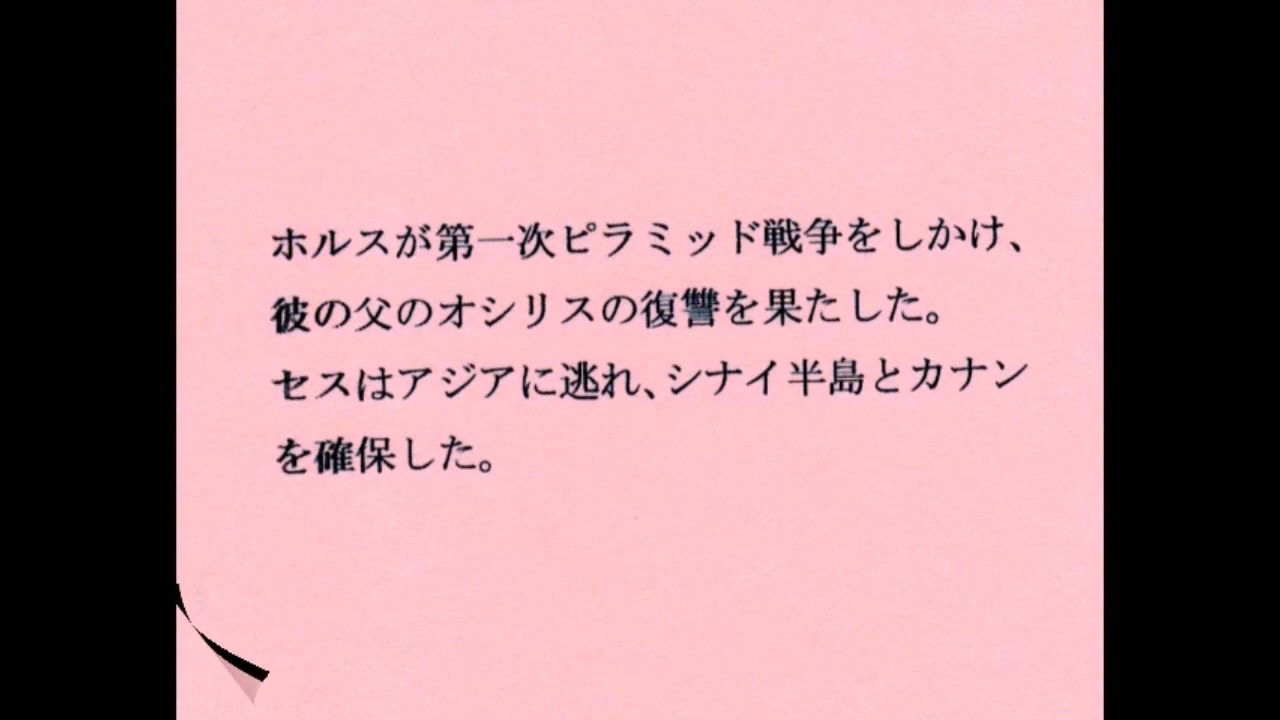 ホルスが第一次ピラミッド戦争をしかけ、
彼の父のオシリスの復讐を果たした。
セスはアジアに逃れ、シナイ半島とカナン
を確保した。